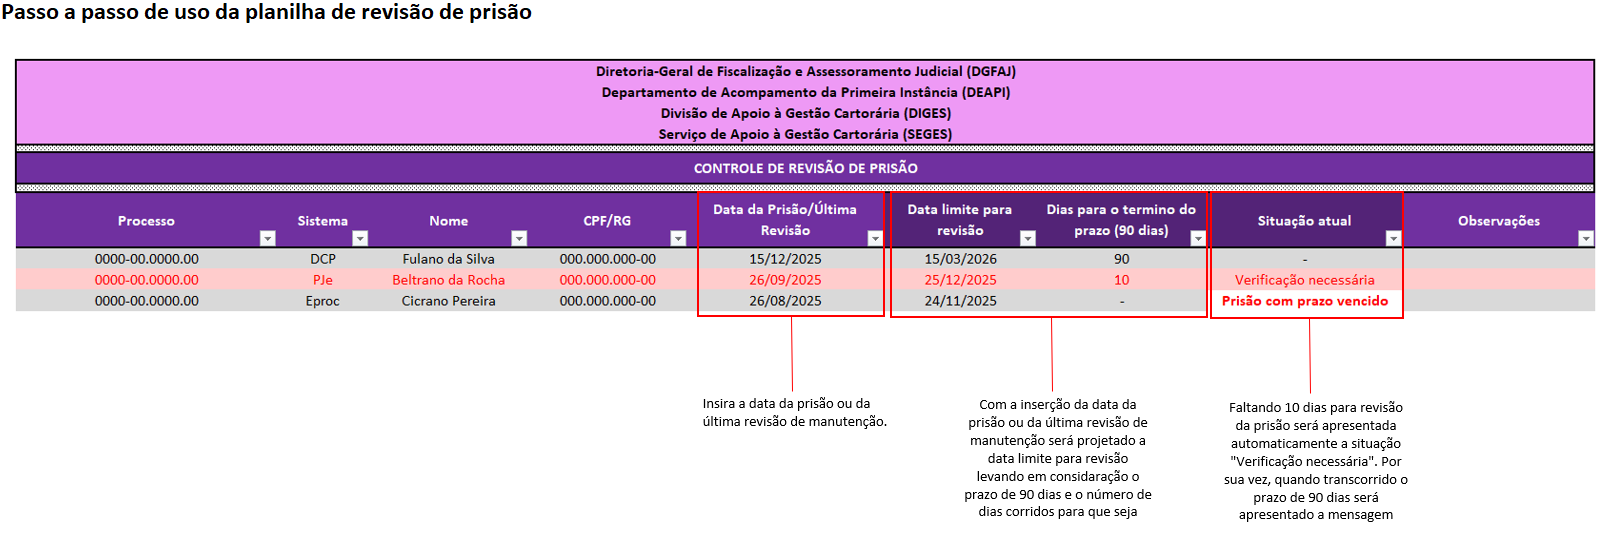 Passo a passo de uso da planilha de revisão de prisão
Diretoria-Geral de Fiscalização e Assessoramento Judicial (DGFAJ)
Departamento de Acompamento da Primeira Instância (DEAPI)
Divisão de Apoio à Gestão Cartorária (DIGES)
Serviço de Apoio à Gestão Cartorária (SEGES)
CONTROLE DE REVISÃO DE PRISÃO
Processo Sistema Nome CPF/RG Data da Prisão/Última Revisão Data limite para revisão Dias para o termino do prazo (90 dias) Situação atual Observações
0000-00.0000.00 DCP Fulano da Silva 000.000.000-00 15/12/2025 15/03/2026 90 -
0000-00.0000.00 PJe Beltrano da Rocha 000.000.000-00 26/09/2025 25/12/2025 10 Verificação necessária
0000-00.0000.00 Eproc Cicrano Pereira 000.000.000-00 26/08/2025 24/11/2025 - Prisão com prazo vencido
Insira a data da prisão ou da
última revisão de manutenção.
Com a inserção da data da
prisão ou da última revisão de
manutenção será projetado a
data limite para revisão
levando em considaração o
prazo de 90 dias e o número de
dias corridos para que seja
Faltando 10 dias para revisão
da prisão será apresentada
automaticamente a situação
"Verificação necessária". Por
sua vez, quando transcorrido o
prazo de 90 dias será
apresentado a mensagem